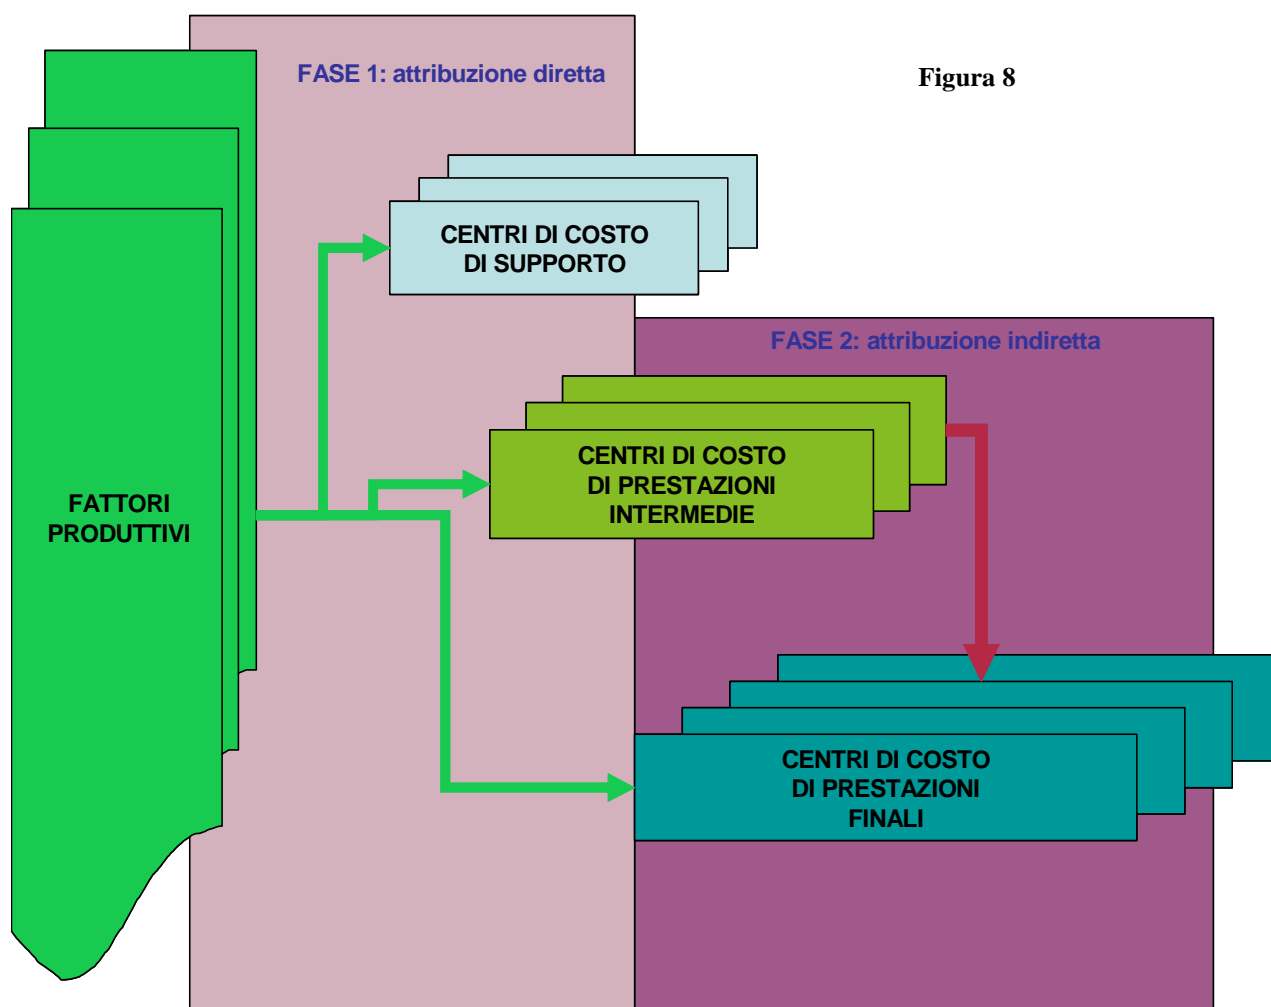 FASE 1: attribuzione diretta
Figura 8
CENTRI DI COSTO
DI SUPPORTO
FASE 2: attribuzione indiretta
CENTRI DI COSTO
DI PRESTAZIONI
INTERMEDIE
FATTORI
PRODUTTIVI
CENTRI DI COSTO
DI PRESTAZIONI
FINALI